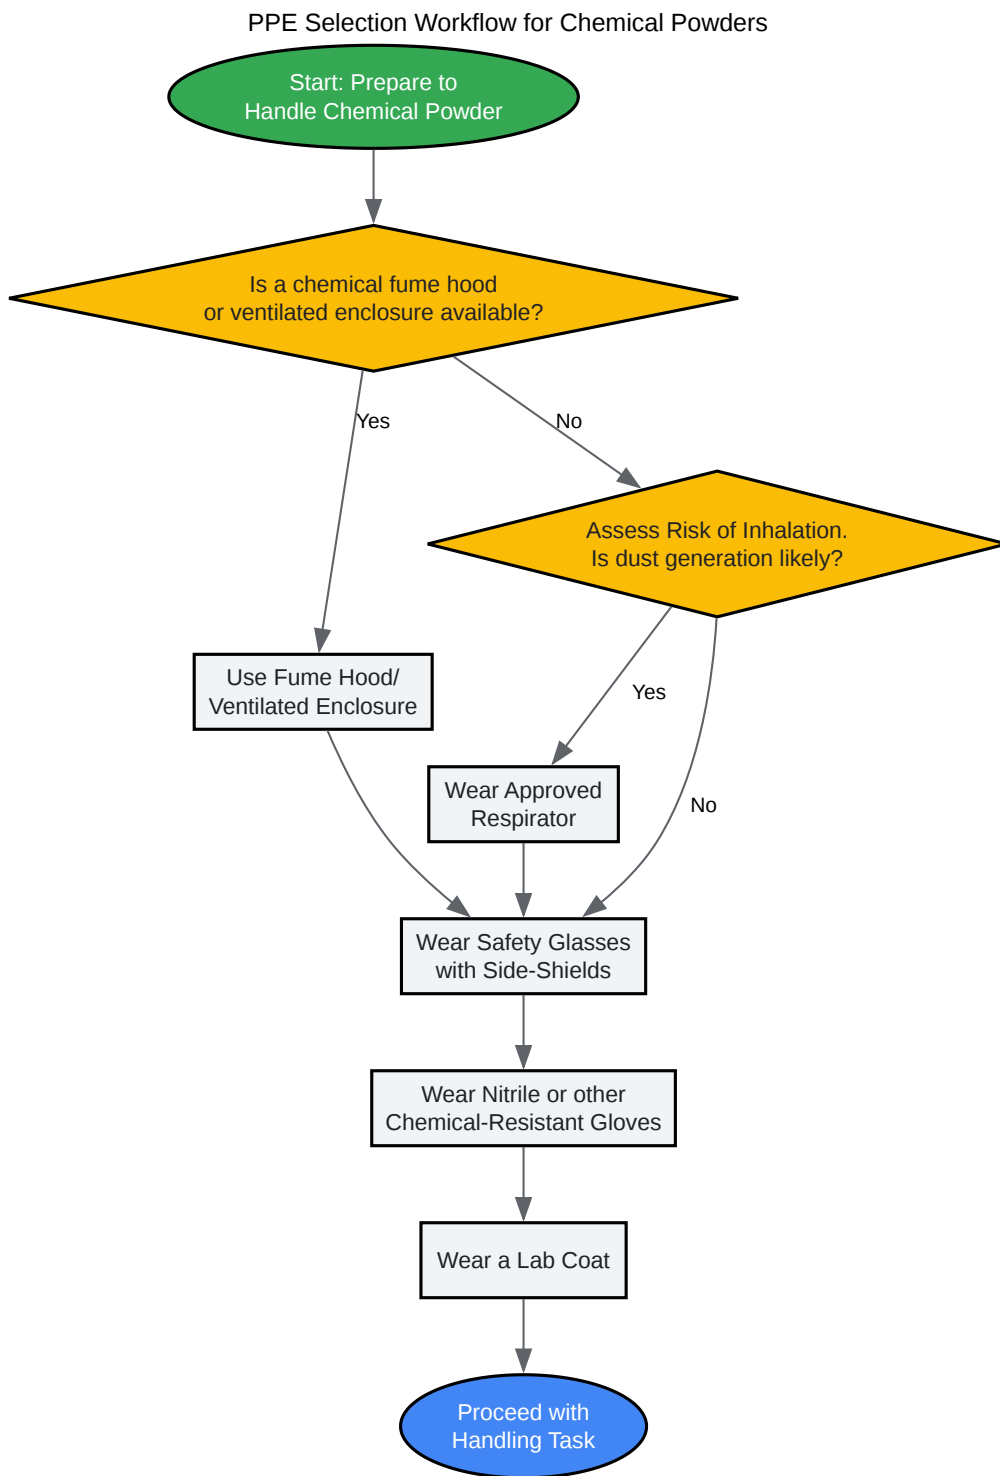 PPE Selection Workflow for Chemical Powders
Start: Prepare to
Handle Chemical Powder
Is a chemical fume hood
or ventilated enclosure available?
Yes
No
Assess Risk of Inhalation.
Is dust generation likely?
Use Fume Hood/
Ventilated Enclosure
Yes
Wear Approved
Respirator
No
Wear Safety Glasses
with Side-Shields
Wear Nitrile or other
Chemical-Resistant Gloves
Wear a Lab Coat
Proceed with
Handling Task